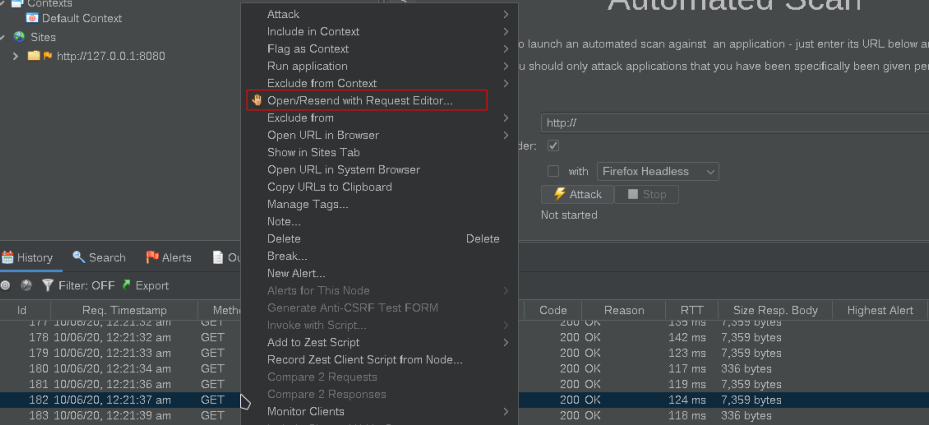 Contexts
Default Context
Sites
http://127.0.0.1:8080
Automated Scan
to launch an automated scan against an application - just enter its URL below an
u should only attack applications that you have been specifically been given per
http://
der:
with Firefox Headless
Attack Stop
Not started
Attack
Include in Context
Flag as Context
Run application
Exclude from Context
Open/Resend with Request Editor...
Exclude from
Open URL in Browser
Show in Sites Tab
Open URL in System Browser
Copy URLs to Clipboard
Manage Tags...
Note...
Delete Delete
Break...
New Alert...
Alerts for This Node
Generate Anti-CSRF Test FORM
Invoke with Script...
Add to Zest Script
Record Zest Client Script from Node...
Compare 2 Requests
Compare 2 Responses
Monitor Clients
History Search Alerts Ou
Filter: OFF Export
Id Req. Timestamp Metho Code Reason RTT Size Resp. Body Highest Alert
177 10/06/20, 12:21:32 am GET 200 OK 135 ms 7,359 bytes
178 10/06/20, 12:21:32 am GET 200 OK 142 ms 7,359 bytes
179 10/06/20, 12:21:33 am GET 200 OK 123 ms 7,359 bytes
180 10/06/20, 12:21:34 am GET 200 OK 117 ms 336 bytes
181 10/06/20, 12:21:36 am GET 200 OK 119 ms 7,359 bytes
182 10/06/20, 12:21:37 am GET 200 OK 124 ms 7,359 bytes
183 10/06/20, 12:21:39 am GET 200 OK 118 ms 336 bytes